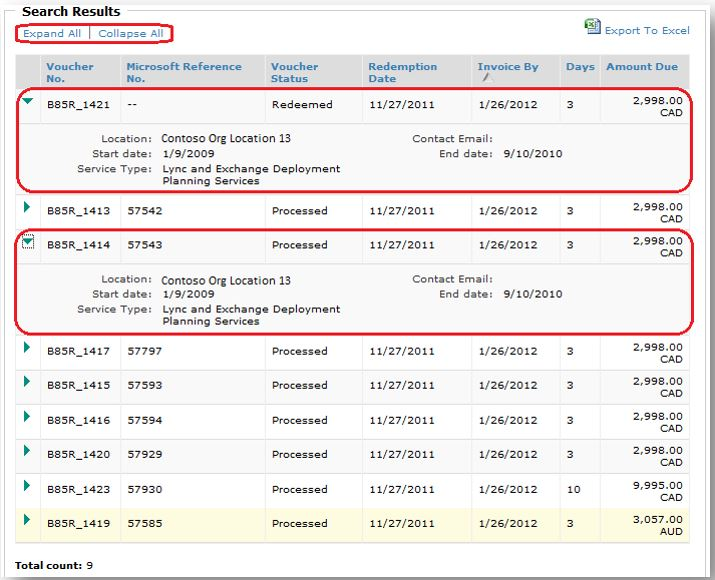 Search Results
Expand All | Collapse All
Export To Excel
Voucher No. Microsoft Reference No. Voucher Status Redemption Date Invoice By Days Amount Due
B85R_1421 -- Redeemed 11/27/2011 1/26/2012 3 2,998.00 CAD
Location: Contoso Org Location 13 Contact Email:
Start date: 1/9/2009 End date: 9/10/2010
Service Type: Lync and Exchange Deployment
Planning Services
B85R_1413 57542 Processed 11/27/2011 1/26/2012 3 2,998.00 CAD
B85R_1414 57543 Processed 11/27/2011 1/26/2012 3 2,998.00 CAD
Location: Contoso Org Location 13 Contact Email:
Start date: 1/9/2009 End date: 9/10/2010
Service Type: Lync and Exchange Deployment
Planning Services
B85R_1417 57797 Processed 11/27/2011 1/26/2012 3 2,998.00 CAD
B85R_1415 57593 Processed 11/27/2011 1/26/2012 3 2,998.00 CAD
B85R_1416 57594 Processed 11/27/2011 1/26/2012 3 2,998.00 CAD
B85R_1420 57929 Processed 11/27/2011 1/26/2012 3 2,998.00 CAD
B85R_1423 57930 Processed 11/27/2011 1/26/2012 10 9,995.00 CAD
B85R_1419 57585 Processed 11/27/2011 1/26/2012 3 3,057.00 AUD
Total count: 9